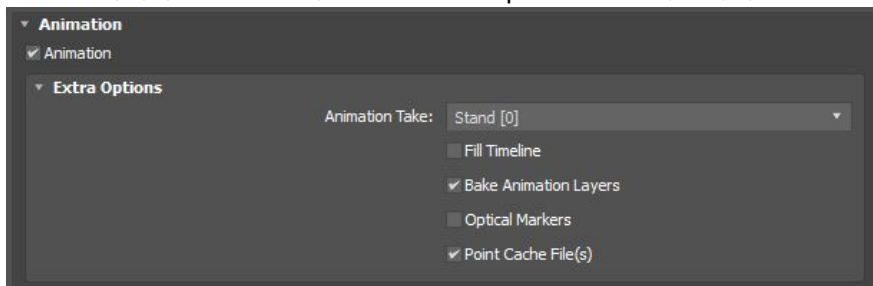 Animation
Animation
Extra Options
Animation Take: Stand [0]
Fill Timeline
Bake Animation Layers
Optical Markers
Point Cache File(s)